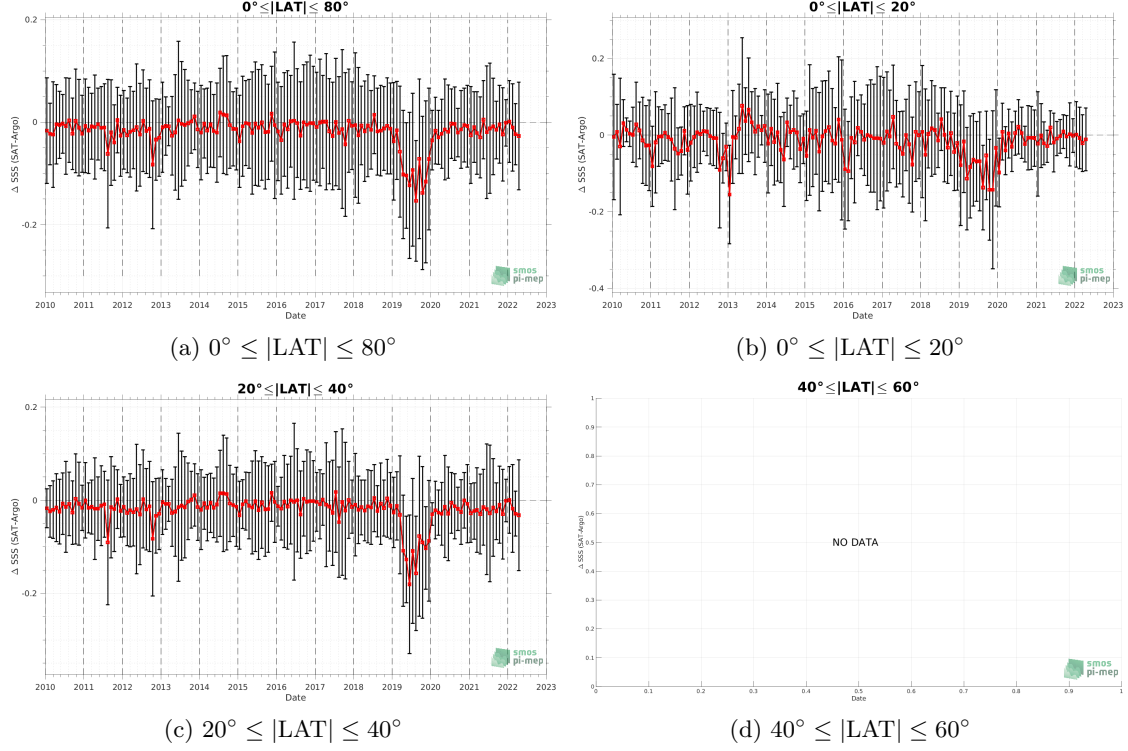 0°≤|LAT|≤ 80°
0.2
0
-0.2
Δ SSS (SAT-Argo)
2010 2011 2012 2013 2014 2015 2016 2017 2018 2019 2020 2021 2022 2023
Date
smos
pi-mep
(a) 0° ≤ |LAT| ≤ 80°
0°≤|LAT|≤ 20°
0.2
0
-0.2
-0.4
Δ SSS (SAT-Argo)
2010 2011 2012 2013 2014 2015 2016 2017 2018 2019 2020 2021 2022 2023
Date
smos
pi-mep
(b) 0° ≤ |LAT| ≤ 20°
20°≤|LAT|≤ 40°
0.2
0
-0.2
Δ SSS (SAT-Argo)
2010 2011 2012 2013 2014 2015 2016 2017 2018 2019 2020 2021 2022 2023
Date
smos
pi-mep
(c) 20° ≤ |LAT| ≤ 40°
40°≤|LAT|≤ 60°
1
0.9
0.8
0.7
0.6
0.5
0.4
0.3
0.2
0.1
0
Δ SSS (SAT-Argo)
NO DATA
0 0.1 0.2 0.3 0.4 0.5 0.6 0.7 0.8 0.9 1
Date
smos
pi-mep
(d) 40° ≤ |LAT| ≤ 60°